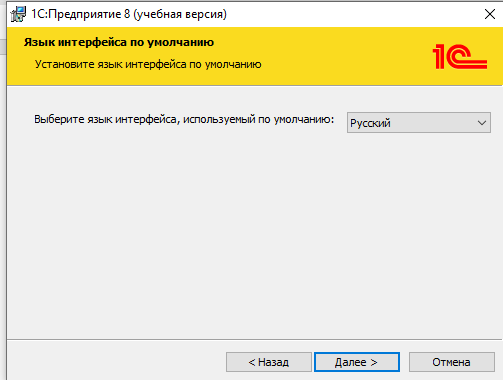 1С:Предприятие 8 (учебная версия)
Язык интерфейса по умолчанию
Установите язык интерфейса по умолчанию
1С
Выберите язык интерфейса, используемый по умолчанию:
Русский
< Назад
Далее >
Отмена